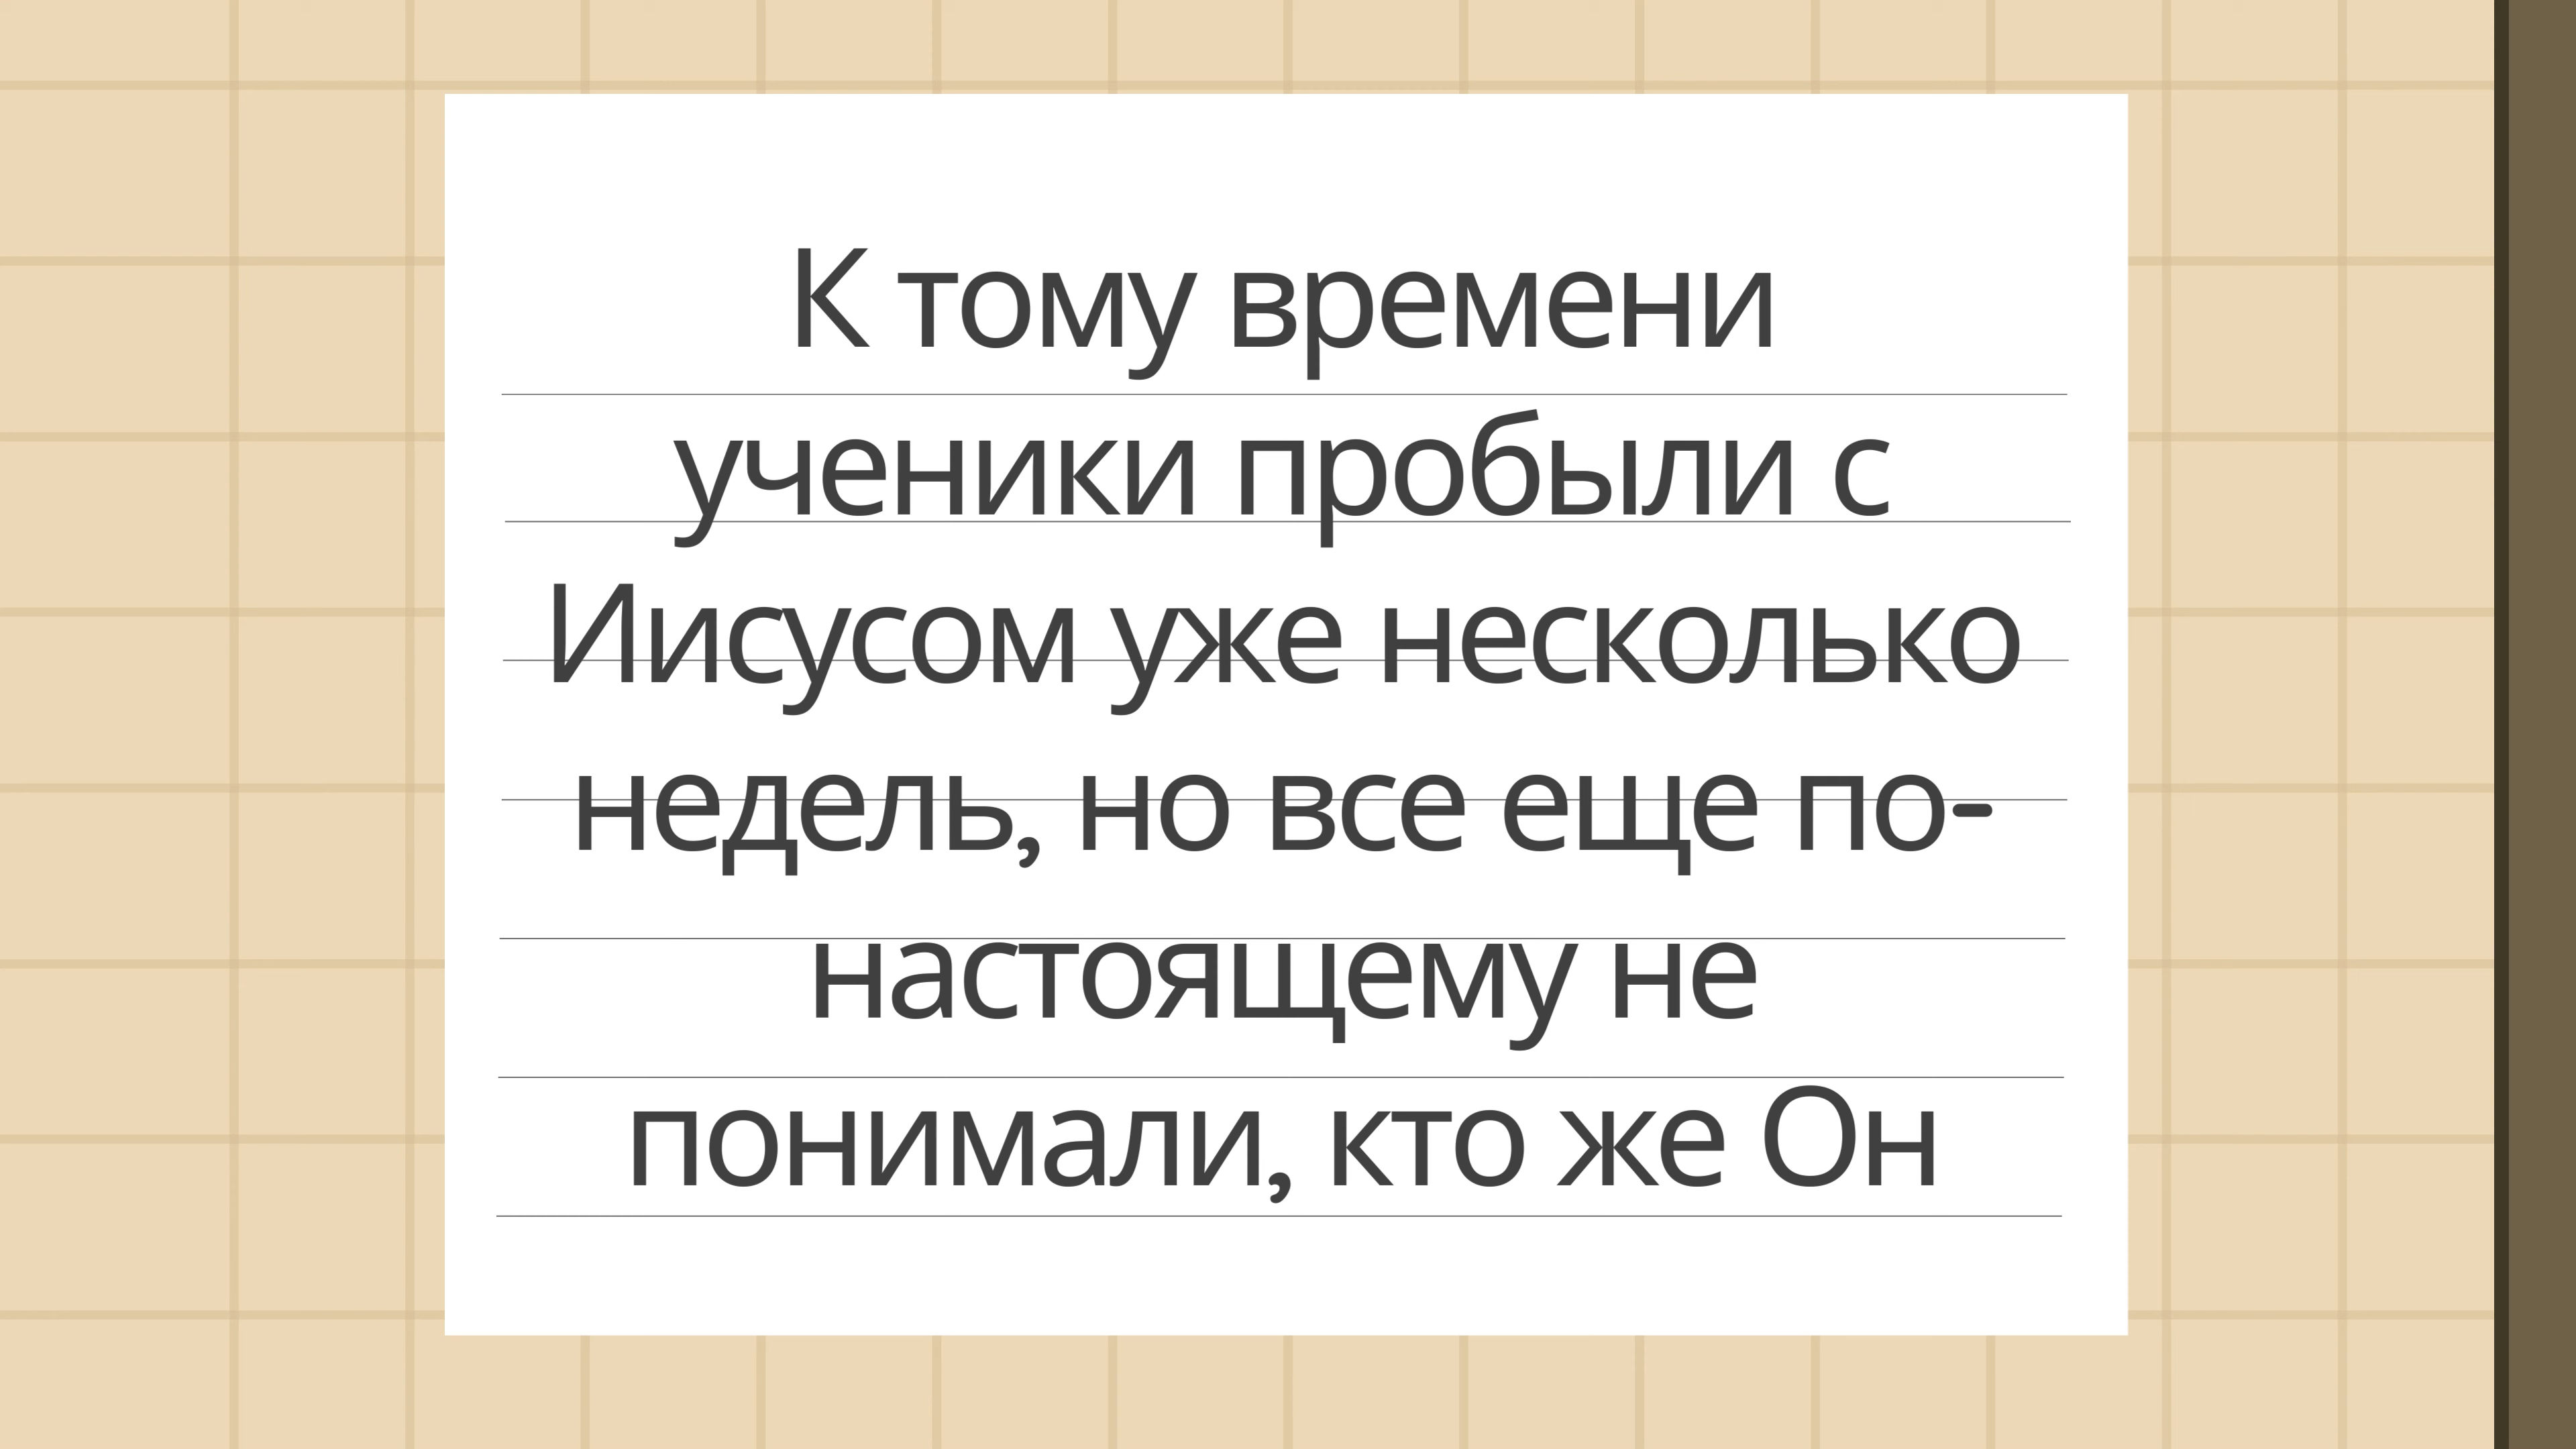 К тому времени
ученики пробыли с
Иисусом уже несколько
недель, но все еще по-
настоящему не
понимали, кто же Он